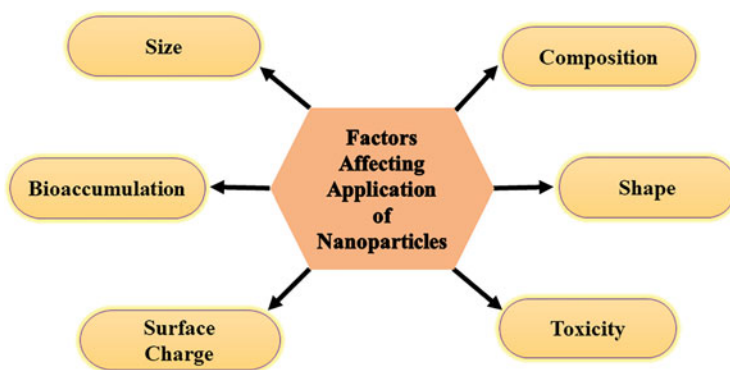 Size
Composition
Factors
Affecting
Application
of
Nanoparticles
Bioaccumulation
Shape
Surface
Charge
Toxicity